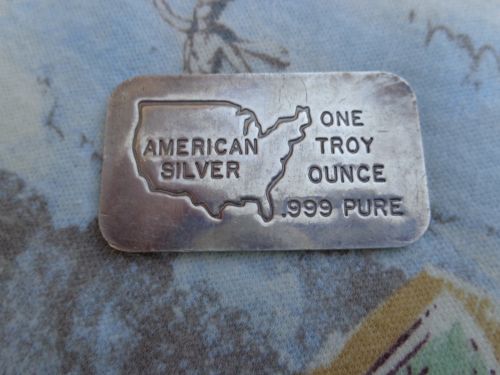 AMERICAN
SILVER
ONE
TROY
OUNCE
.999 PURE